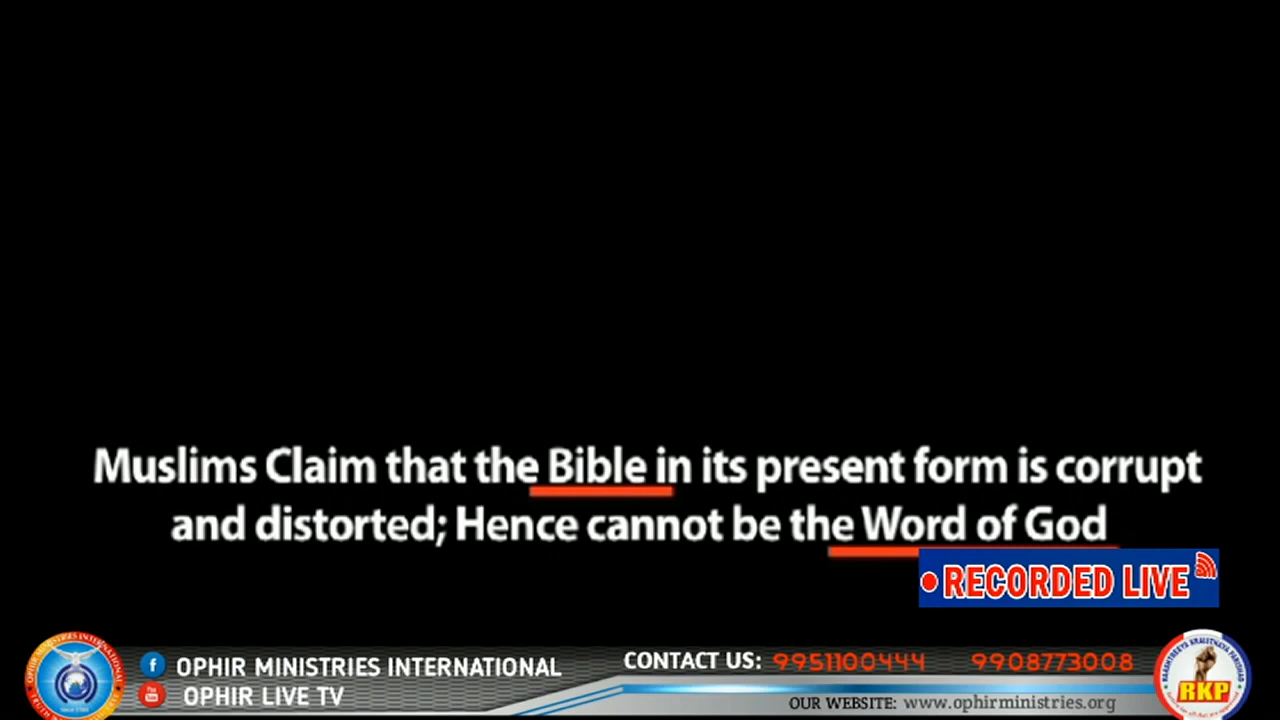 Muslims Claim that the Bible in its present form is corrupt
and distorted; Hence cannot be the Word of God
RECORDED LIVE
OPHIR MINISTRIES INTERNATIONAL
OPHIR LIVE TV
CONTACT US: 9951100444 9908773008
OUR WEBSITE: www.ophirministries.org
RKP